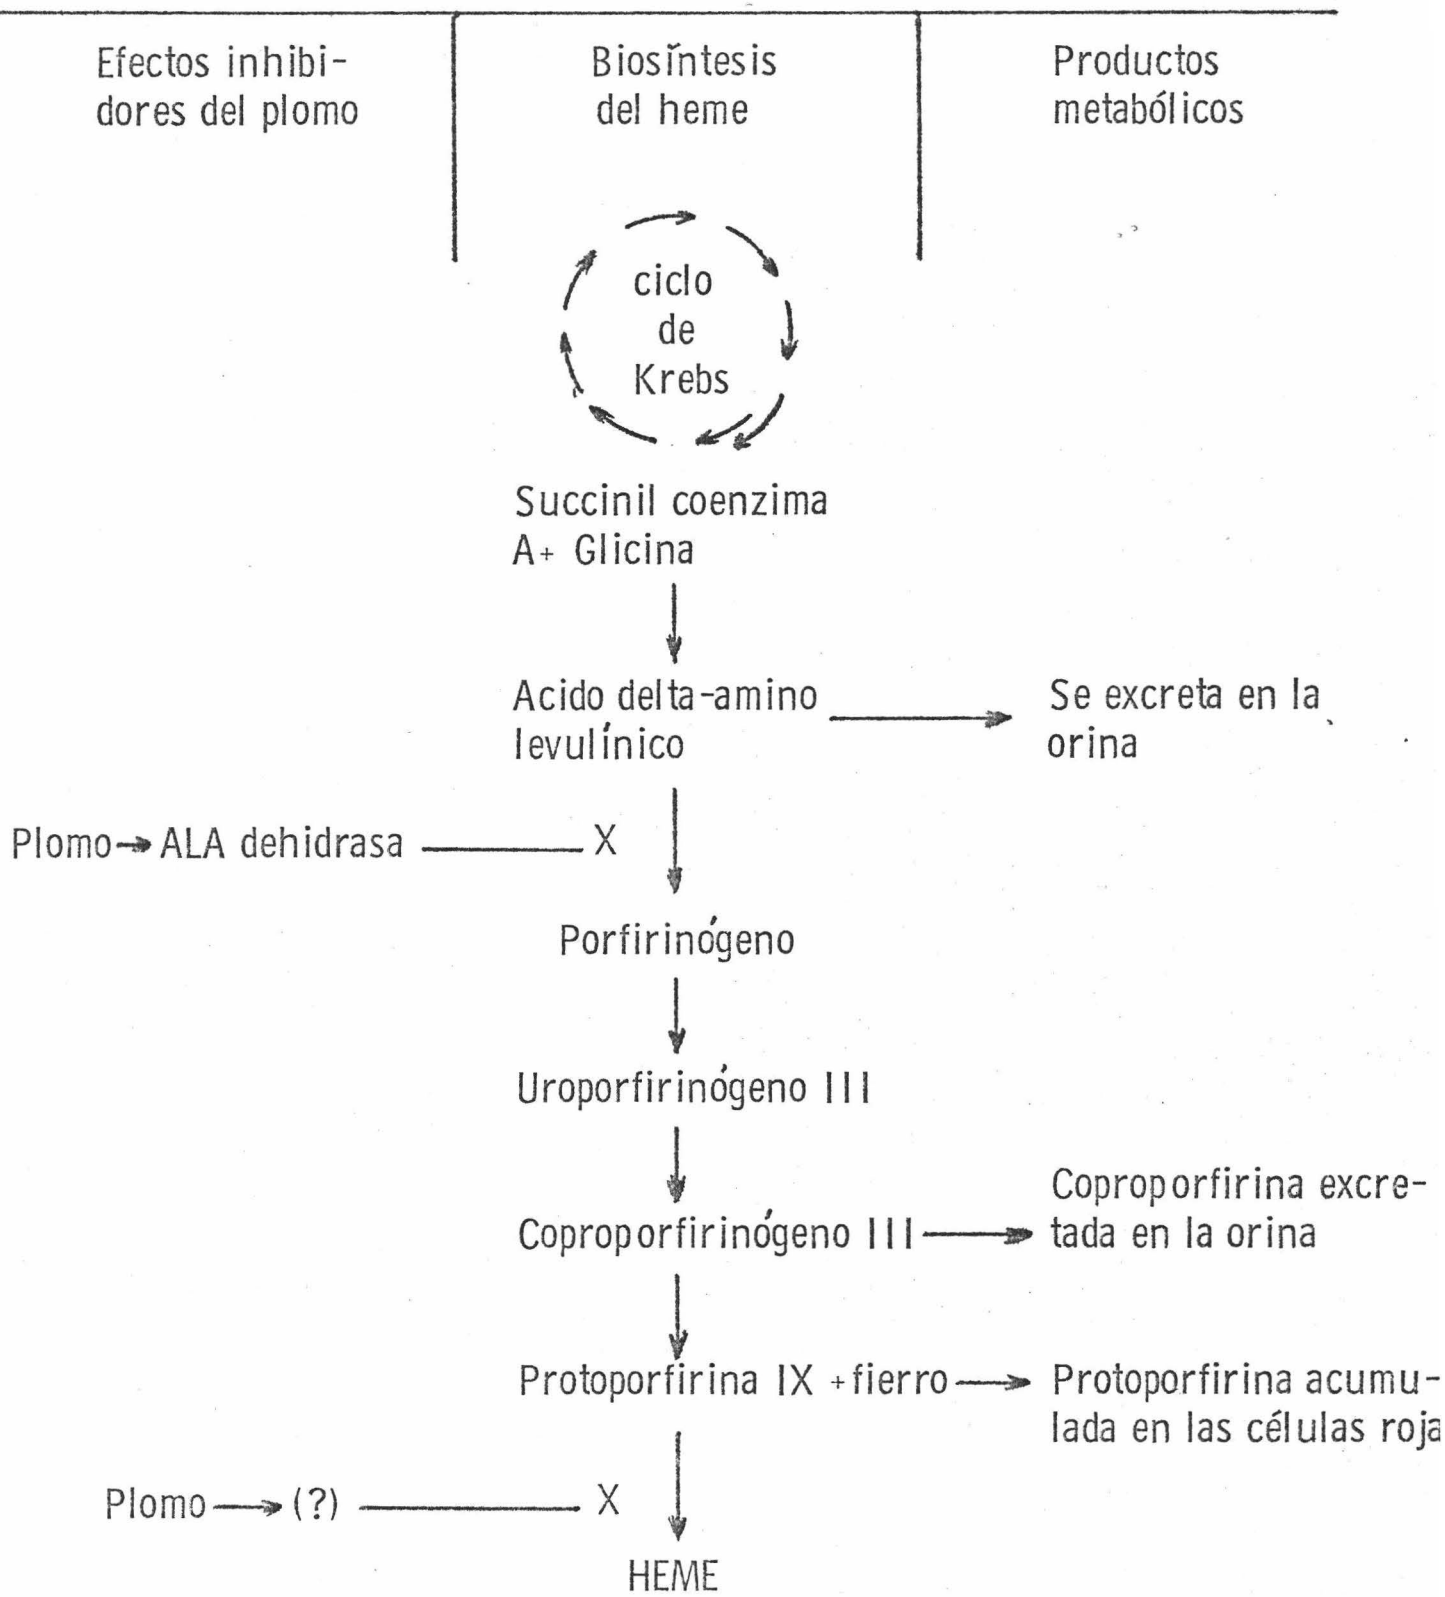 Efectos inhibi-
dores del plomo
Biosíntesis
del heme
Productos
metabólicos
ciclo
de
Krebs
Succinil coenzima
A+ Glicina
Acido delta-amino
levulínico
Se excreta en la
orina
Plomo→ ALA dehidrasa X
Porfirinógeno
Uroporfirinógeno III
Coproporfirinógeno III
Coproporfirina excre-
tada en la orina
Protoporfirina IX +fierro
Protoporfirina acumu-
lada en las células roja
Plomo→ (?) X
HEME